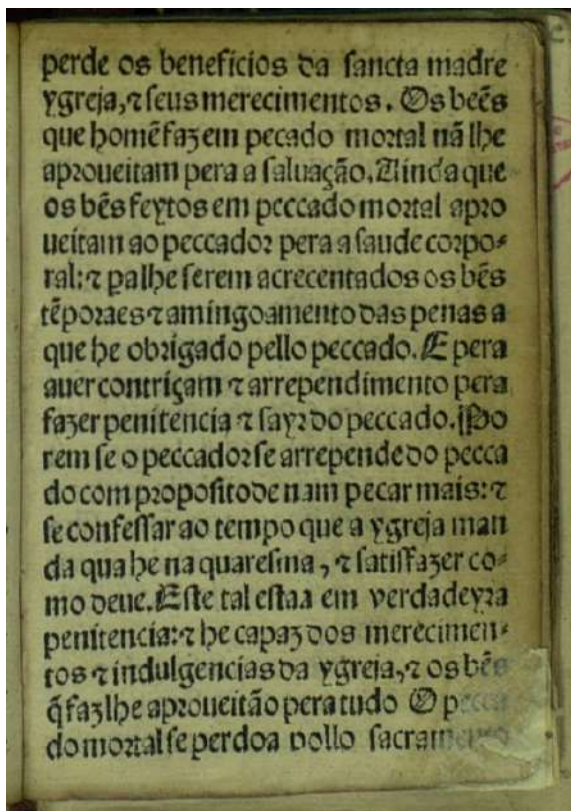 perde os beneficios da sancta madre
ygreja, ⁊ seus merecimentos. Os beẽs
que homẽ faz em pecado mortal nã lhe
aproueitam pera a saluação. Ainda que
os bẽs feytos em peccado mortal apro
ueitam ao peccador pera a saude corpo⸗
ral: ⁊ pa lhe serem acrecentados os bẽs
tẽporaes ⁊ amingoamento das penas a
que he obrigado pello peccado. E pera
auer contriçam ⁊ arrependimento pera
fazer penitencia ⁊ sayr do peccado. Po
rem se o peccador se arrepende do pecca
do com proposito de nam pecar mais: ⁊
se confessar ao tempo que a ygreja man
da qua he na quaresma, ⁊ satisfazer co⸗
mo deue. Este tal estaa em verdadeyra
penitencia: ⁊ he capaz dos merecimen⸗
tos ⁊ indulgencias da ygreja, ⁊ os bẽs
q̃ faz lhe aproueitão pera tudo O
do mortal se perdoa pollo